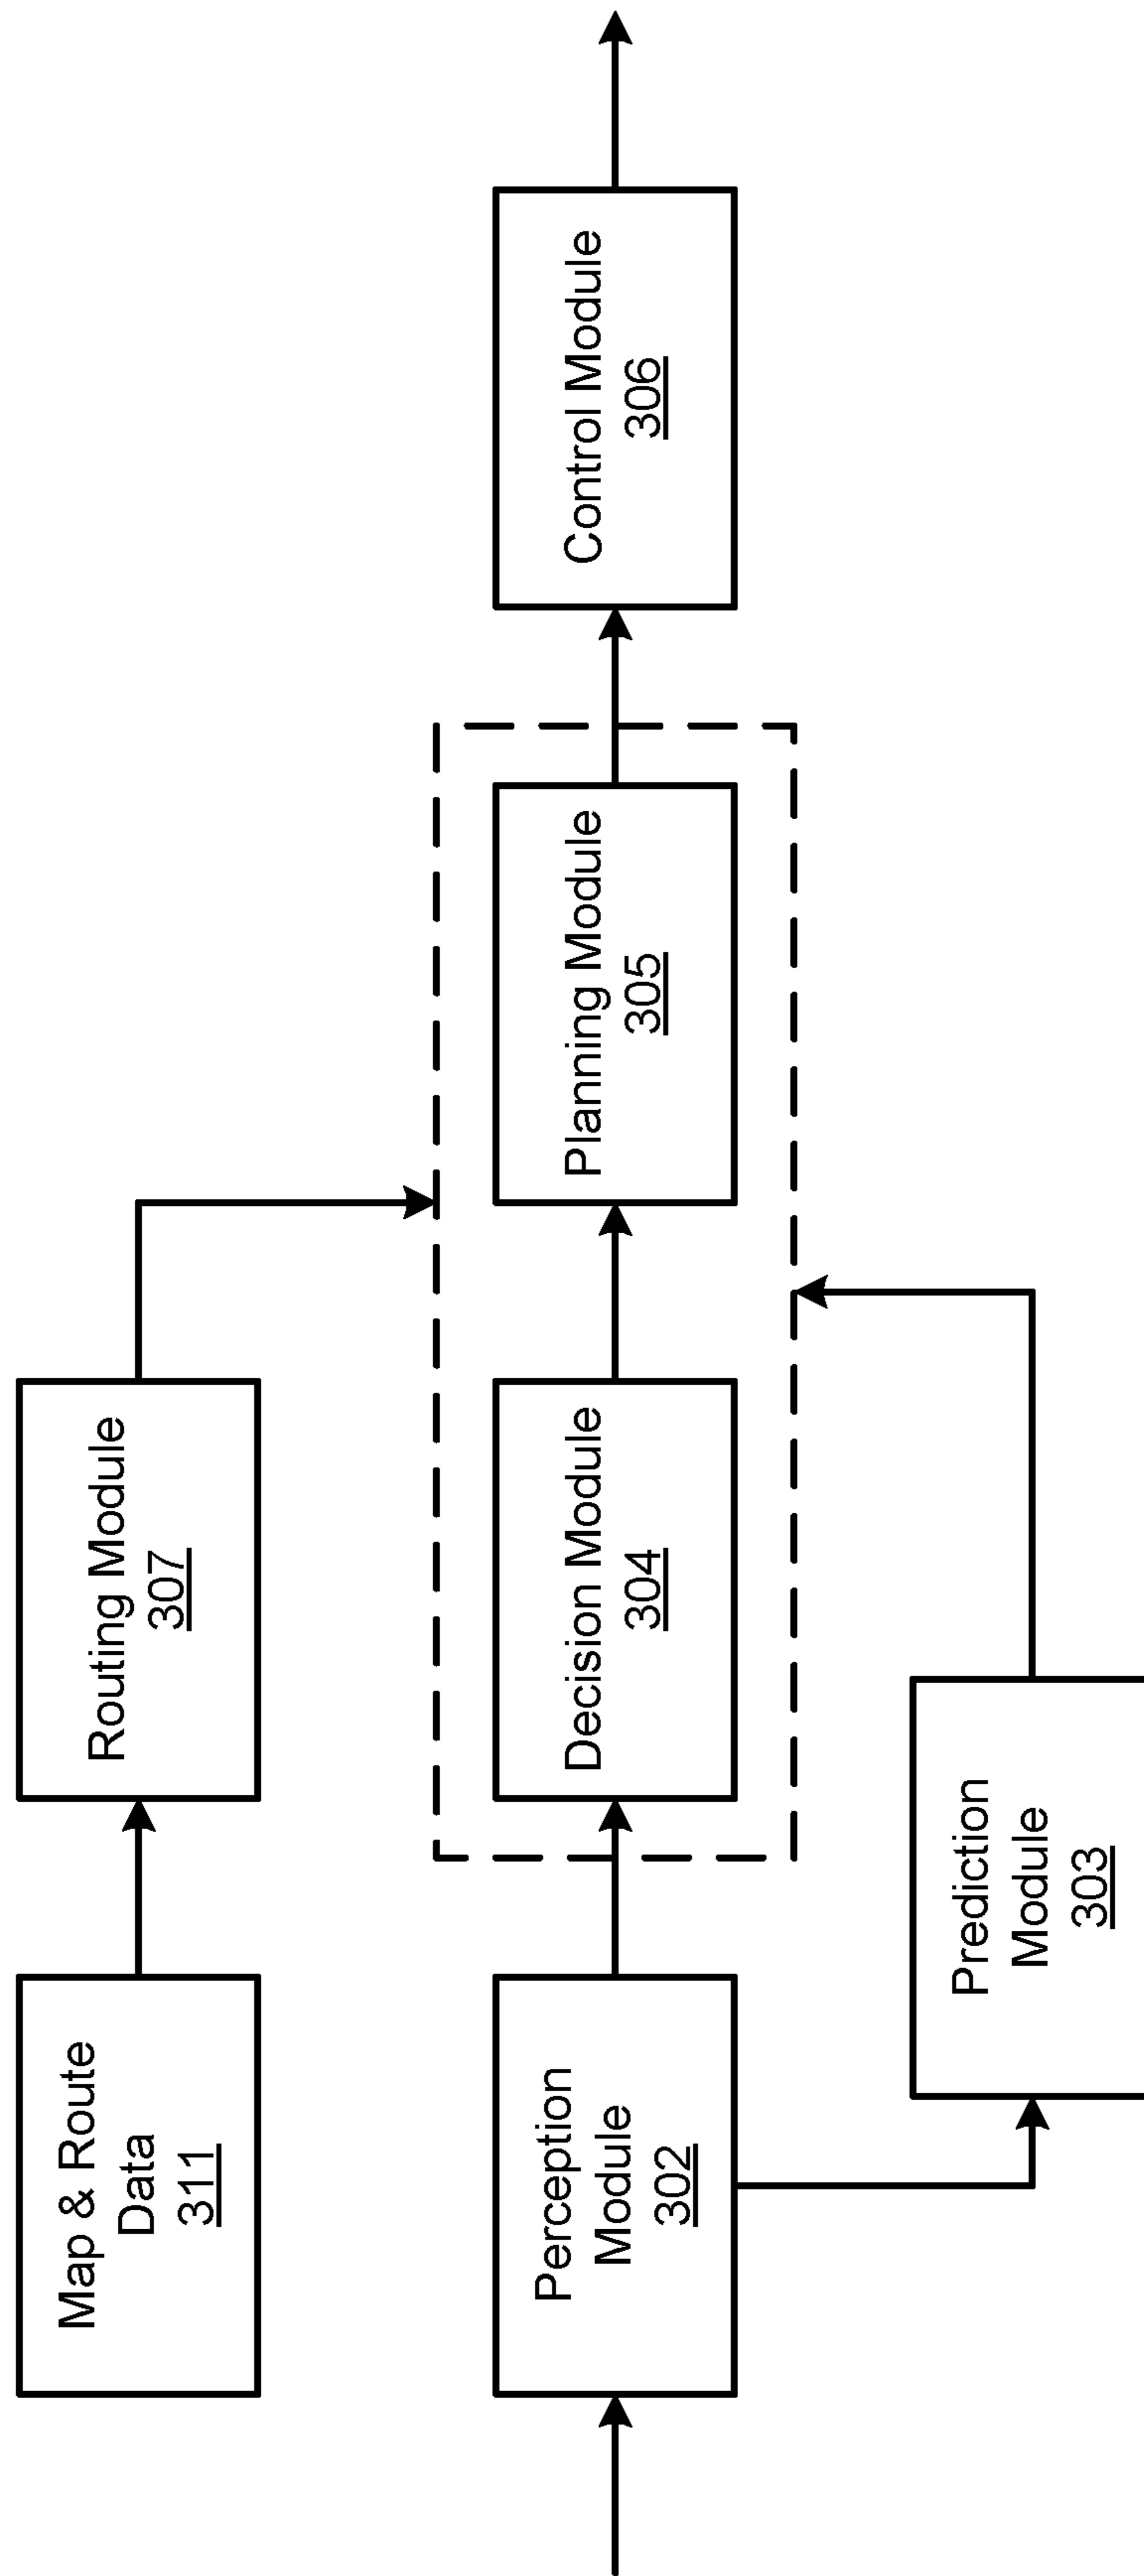 Map & Route
Data
311
Routing Module
307
Perception
Module
302
Decision Module
304
Planning Module
305
Control Module
306
Prediction
Module
303